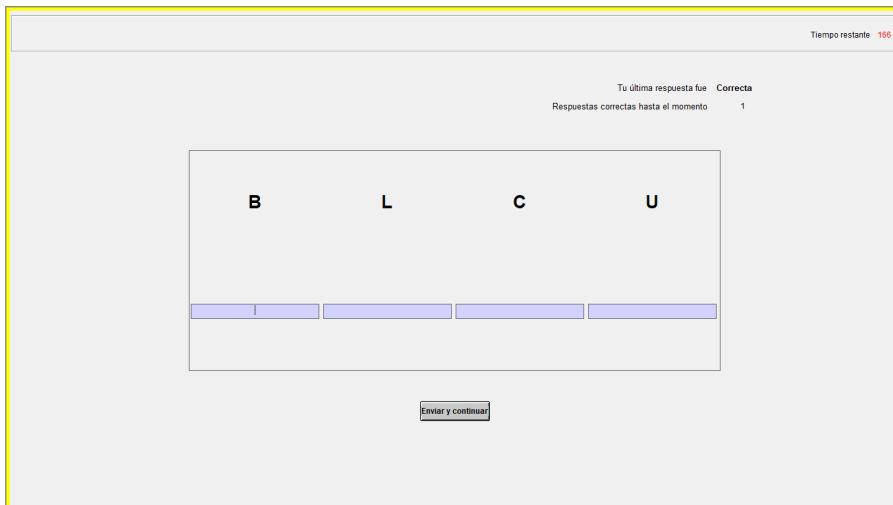 Tiempo restante 166
Tu última respuesta fue Correcta
Respuestas correctas hasta el momento 1
B L C U
Enviar y continuar